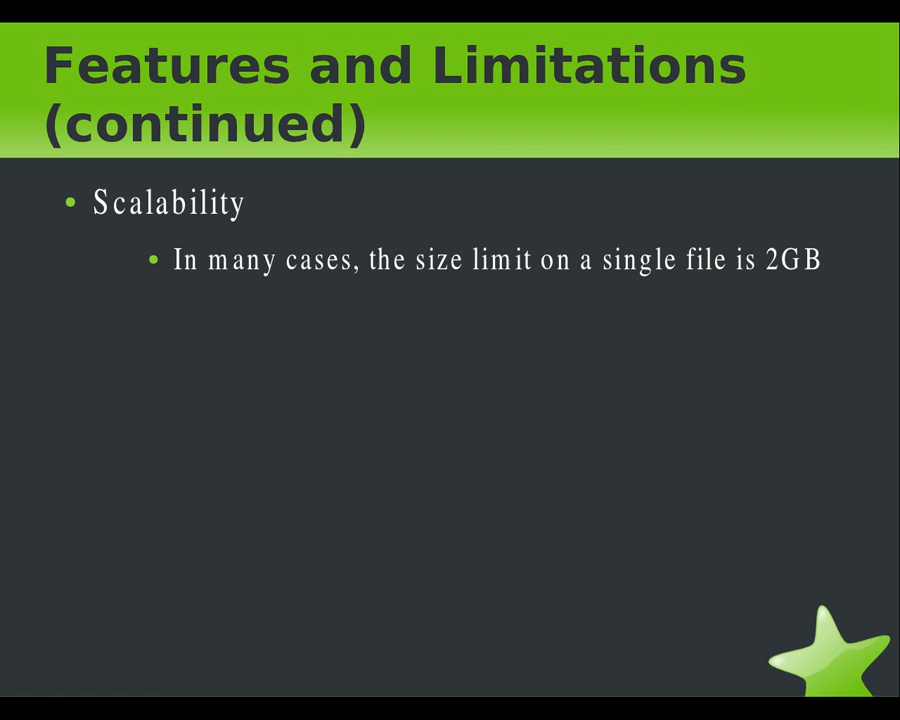 Features and Limitations
(continued)
Scalability
In many cases, the size limit on a single file is 2GB